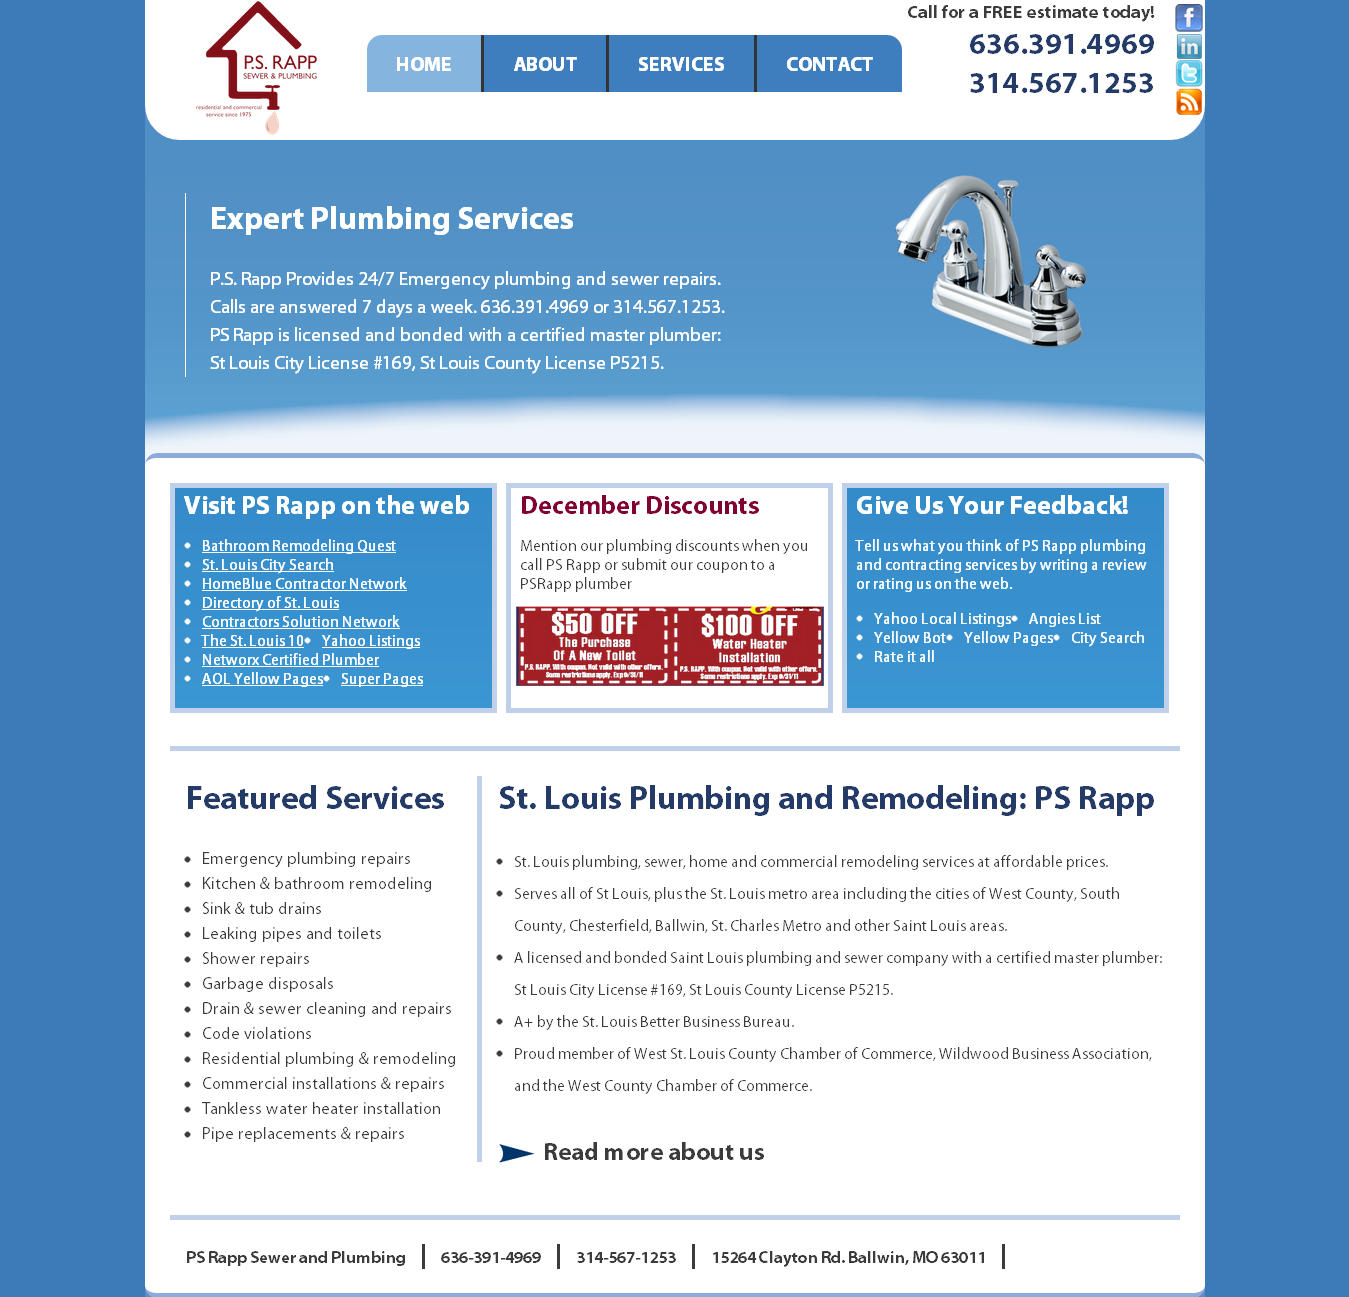 P.S. RAPP
SEWER & PLUMBING
residential and commercial
service since 1975
HOME
ABOUT
SERVICES
CONTACT
Call for a FREE estimate today!
636.391.4969
314.567.1253
Expert Plumbing Services
P.S. Rapp Provides 24/7 Emergency plumbing and sewer repairs.
Calls are answered 7 days a week. 636.391.4969 or 314.567.1253.
PS Rapp is licensed and bonded with a certified master plumber:
St Louis City License #169, St Louis County License P5215.
Visit PS Rapp on the web
Bathroom Remodeling Quest
St. Louis City Search
HomeBlue Contractor Network
Directory of St. Louis
Contractors Solution Network
The St. Louis 10• Yahoo Listings
Networx Certified Plumber
AOL Yellow Pages• Super Pages
December Discounts
Mention our plumbing discounts when you
call PS Rapp or submit our coupon to a
PSRapp plumber
$50 OFF
The Purchase
Of A New Toilet
P.S. RAPP. With coupon. Not valid with other offers.
Some restrictions apply.
$100 OFF
Water Heater
Installation
P.S. RAPP. With coupon. Not valid with other offers.
Some restrictions apply.
Give Us Your Feedback!
Tell us what you think of PS Rapp plumbing
and contracting services by writing a review
or rating us on the web.
Yahoo Local Listings• Angies List
Yellow Bot• Yellow Pages• City Search
Rate it all
Featured Services
Emergency plumbing repairs
Kitchen & bathroom remodeling
Sink & tub drains
Leaking pipes and toilets
Shower repairs
Garbage disposals
Drain & sewer cleaning and repairs
Code violations
Residential plumbing & remodeling
Commercial installations & repairs
Tankless water heater installation
Pipe replacements & repairs
St. Louis Plumbing and Remodeling: PS Rapp
St. Louis plumbing, sewer, home and commercial remodeling services at affordable prices.
Serves all of St Louis, plus the St. Louis metro area including the cities of West County, South
County, Chesterfield, Ballwin, St. Charles Metro and other Saint Louis areas.
A licensed and bonded Saint Louis plumbing and sewer company with a certified master plumber:
St Louis City License #169, St Louis County License P5215.
A+ by the St. Louis Better Business Bureau.
Proud member of West St. Louis County Chamber of Commerce, Wildwood Business Association,
and the West County Chamber of Commerce.
Read more about us
PS Rapp Sewer and Plumbing
636-391-4969
314-567-1253
15264 Clayton Rd. Ballwin, MO 63011